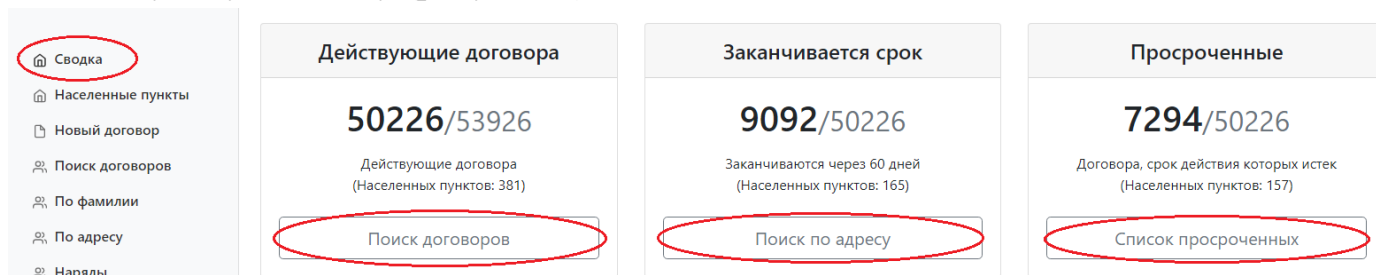 Сводка
Населенные пункты
Новый договор
Поиск договоров
По фамилии
По адресу
Наряды
Действующие договора
50226/53926
Действующие договора
(Населенных пунктов: 381)
Поиск договоров
Заканчивается срок
9092/50226
Заканчиваются через 60 дней
(Населенных пунктов: 165)
Поиск по адресу
Просроченные
7294/50226
Договора, срок действия которых истек
(Населенных пунктов: 157)
Список просроченных